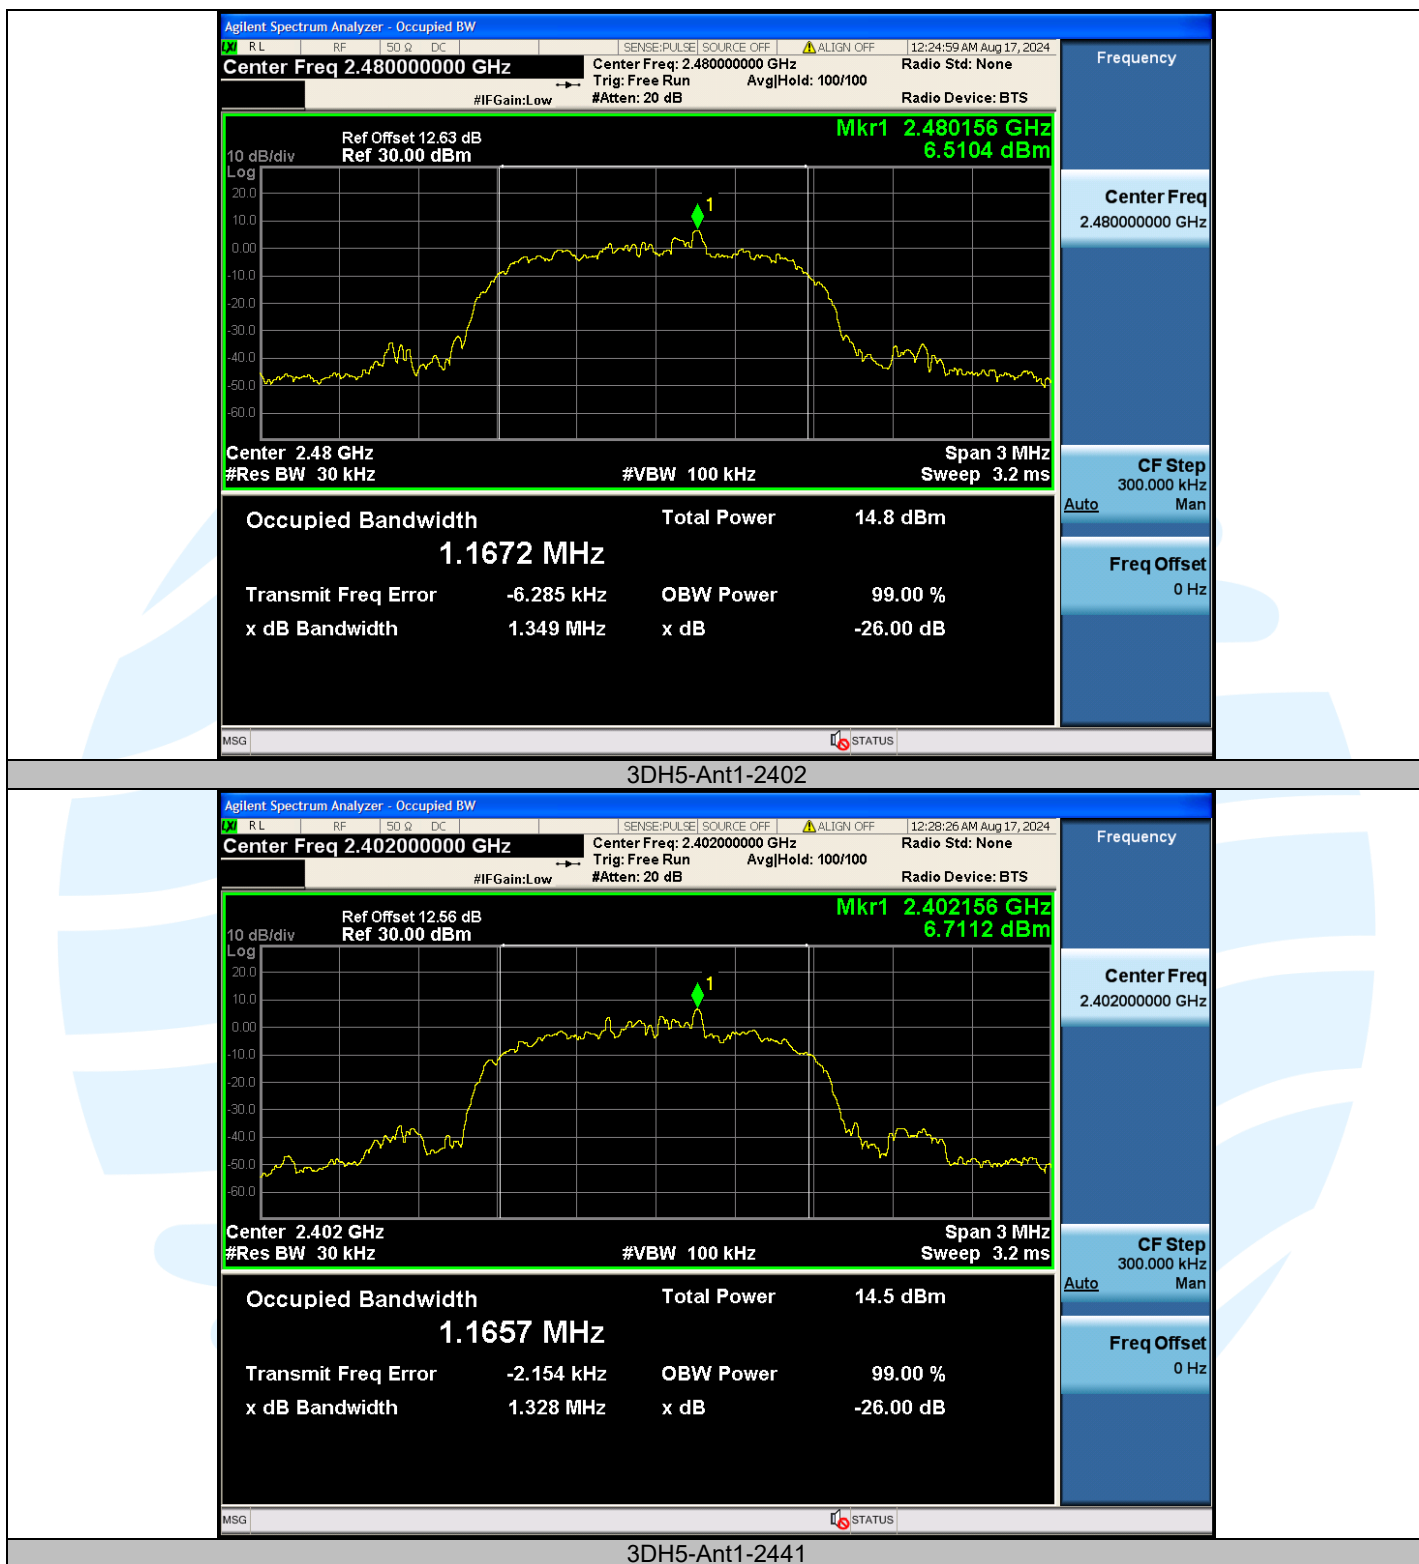 Agilent Spectrum Analyzer - Occupied BW
LXI RL RF 50 Ω DC SENSE:PULSE SOURCE OFF ALIGN OFF 12:24:59 AM Aug 17, 2024
Center Freq 2.480000000 GHz Center Freq: 2.480000000 GHz Radio Std: None
Trig: Free Run Avg|Hold: 100/100
#IFGain:Low #Atten: 20 dB Radio Device: BTS
Frequency
Mkr1 2.480156 GHz
Ref Offset 12.63 dB
10 dB/div Ref 30.00 dBm 6.5104 dBm
Log
20.0
10.0
0.00
-10.0
-20.0
-30.0
-40.0
-50.0
-60.0
1
Center 2.48 GHz Span 3 MHz
#Res BW 30 kHz #VBW 100 kHz Sweep 3.2 ms
Center Freq
2.480000000 GHz
CF Step
300.000 kHz
Auto Man
Freq Offset
0 Hz
Occupied Bandwidth Total Power 14.8 dBm
1.1672 MHz
Transmit Freq Error -6.285 kHz OBW Power 99.00 %
x dB Bandwidth 1.349 MHz x dB -26.00 dB
MSG STATUS
3DH5-Ant1-2402
Agilent Spectrum Analyzer - Occupied BW
LXI RL RF 50 Ω DC SENSE:PULSE SOURCE OFF ALIGN OFF 12:28:26 AM Aug 17, 2024
Center Freq 2.402000000 GHz Center Freq: 2.402000000 GHz Radio Std: None
Trig: Free Run Avg|Hold: 100/100
#IFGain:Low #Atten: 20 dB Radio Device: BTS
Frequency
Mkr1 2.402156 GHz
Ref Offset 12.56 dB
10 dB/div Ref 30.00 dBm 6.7112 dBm
Log
20.0
10.0
0.00
-10.0
-20.0
-30.0
-40.0
-50.0
-60.0
1
Center 2.402 GHz Span 3 MHz
#Res BW 30 kHz #VBW 100 kHz Sweep 3.2 ms
Center Freq
2.402000000 GHz
CF Step
300.000 kHz
Auto Man
Freq Offset
0 Hz
Occupied Bandwidth Total Power 14.5 dBm
1.1657 MHz
Transmit Freq Error -2.154 kHz OBW Power 99.00 %
x dB Bandwidth 1.328 MHz x dB -26.00 dB
MSG STATUS
3DH5-Ant1-2441